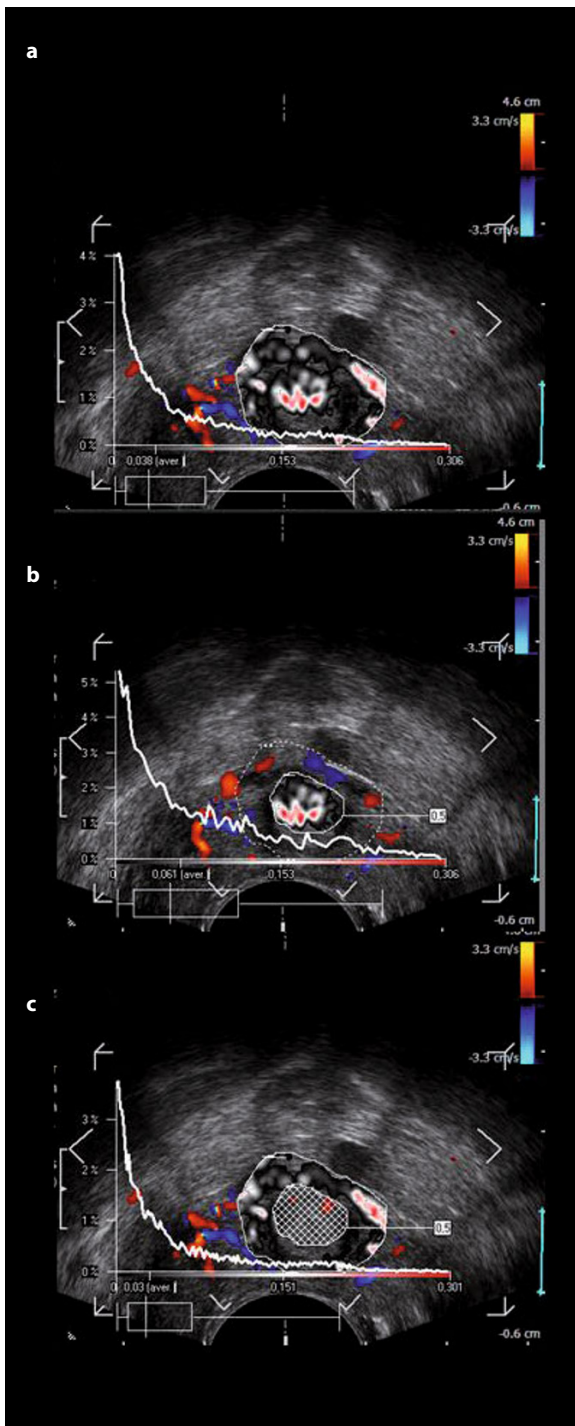 a
4.6 cm
3.3 cm/s
-3.3 cm/s
4 %
3 %
2 %
1 %
0 %
0 0.038 [aver.] 0.153 0.306
-0.6 cm
b
4.6 cm
3.3 cm/s
-3.3 cm/s
5 %
4 %
3 %
2 %
1 %
0 %
0.5
0 0.061 [aver.] 0.153 0.306
-0.6 cm
c
3.3 cm/s
-3.3 cm/s
3 %
2 %
1 %
0 %
0.5
0 0.03 [aver.] 0.151 0.301
-0.6 cm